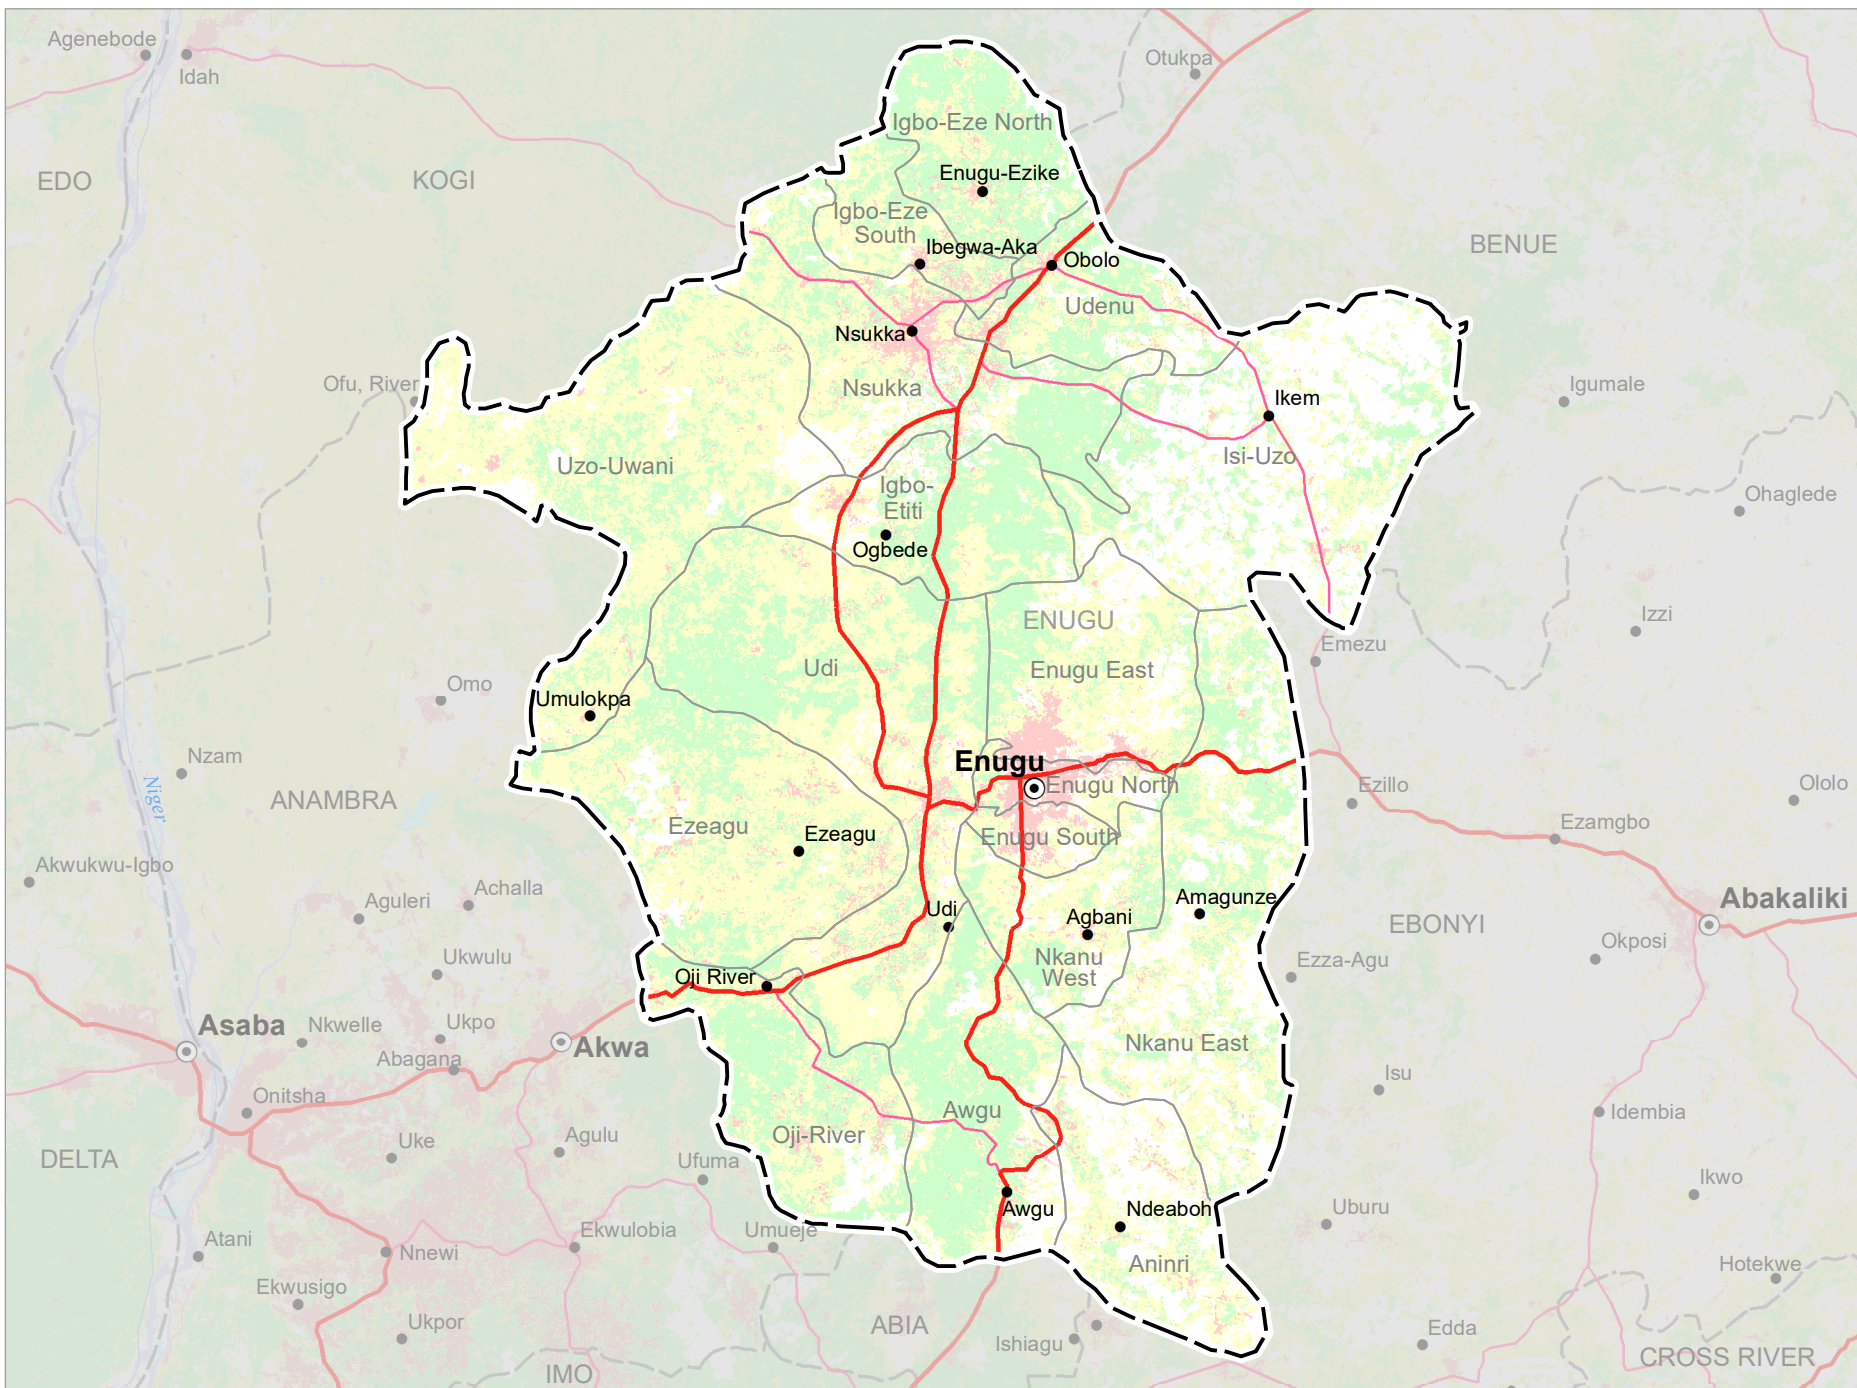 Agenebode
Idah
Otukpa
EDO
KOGI
Igbo-Eze North
Enugu-Ezike
Igbo-Eze
South
Ibegwa-Aka
Obolo
BENUE
Udenu
Nsukka
Nsukka
Ofu, River
Ikem
Igumale
Uzo-Uwani
Isi-Uzo
Igbo-
Etiti
Ogbede
Ohaglede
ENUGU
Izzi
Enugu East
Emezu
Udi
Omo
Umulokpa
Nzam
Niger
Enugu
Enugu North
ANAMBRA
Ezillo
Ololo
Ezeagu
Ezeagu
Enugu South
Ezamgbo
Akwukwu-Igbo
Achalla
Aguleri
Udi
Agbani
Amagunze
EBONYI
Abakaliki
Okposi
Ukwulu
Oji River
Nkanu
West
Ezza-Agu
Asaba
Nkwelle
Ukpo
Akwa
Abagana
Nkanu East
Isu
Onitsha
Awgu
Idembia
Uke
Agulu
Oji-River
DELTA
Ufuma
Ikwo
Awgu
Ndeaboh
Uburu
Atani
Nnewi
Ekwulobia
Umueje
Aninri
Hotekwe
Ekwusigo
Ukpor
ABIA
Ishiagu
Edda
IMO
CROSS RIVER